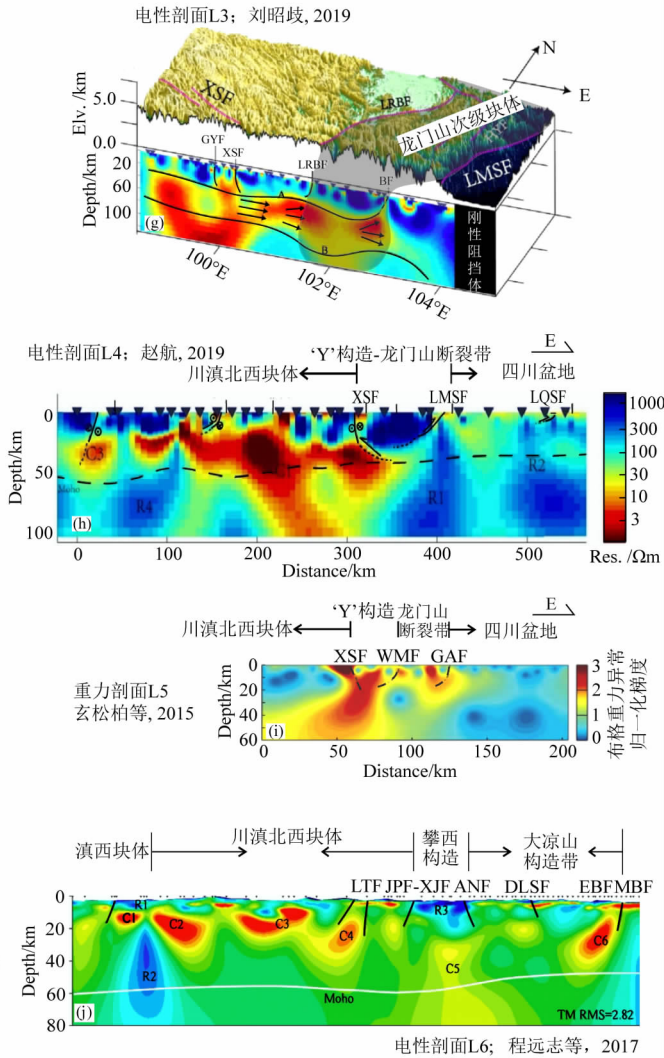 电性剖面L3；刘昭歧, 2019
N
E
Elv. /km
5.0
0.0
XSF
LRBF
龙门山次级块体
LMSF
GYF
XSF
LRBF
BF
Depth/km
20
60
100
A
B
(g)
刚性阻挡体
100°E
102°E
104°E
电性剖面L4；赵航, 2019
‘Y’构造-龙门山断裂带
E
川滇北西块体
四川盆地
XSF
LMSF
LQSF
Depth/km
0
50
100
C3
R4
R1
R2
Moho
(h)
0
100
200
300
400
500
Distance/km
1000
300
100
30
10
3
Res. /Ωm
‘Y’构造
龙门山断裂带
E
川滇北西块体
四川盆地
XSF
WMF
GAF
重力剖面L5
玄松柏等, 2015
Depth/km
0
20
40
60
(i)
0
50
100
150
200
Distance/km
3
2
1
0
布格重力异常
归一化梯度
滇西块体
川滇北西块体
攀西构造
大凉山构造带
LTF
JPF-XJF
ANF
DLSF
EBF
MBF
Depth/km
0
20
40
60
80
R1
C1
C2
R2
C3
C4
R3
C5
C6
Moho
(j)
TM RMS=2.82
电性剖面L6；程远志等，2017